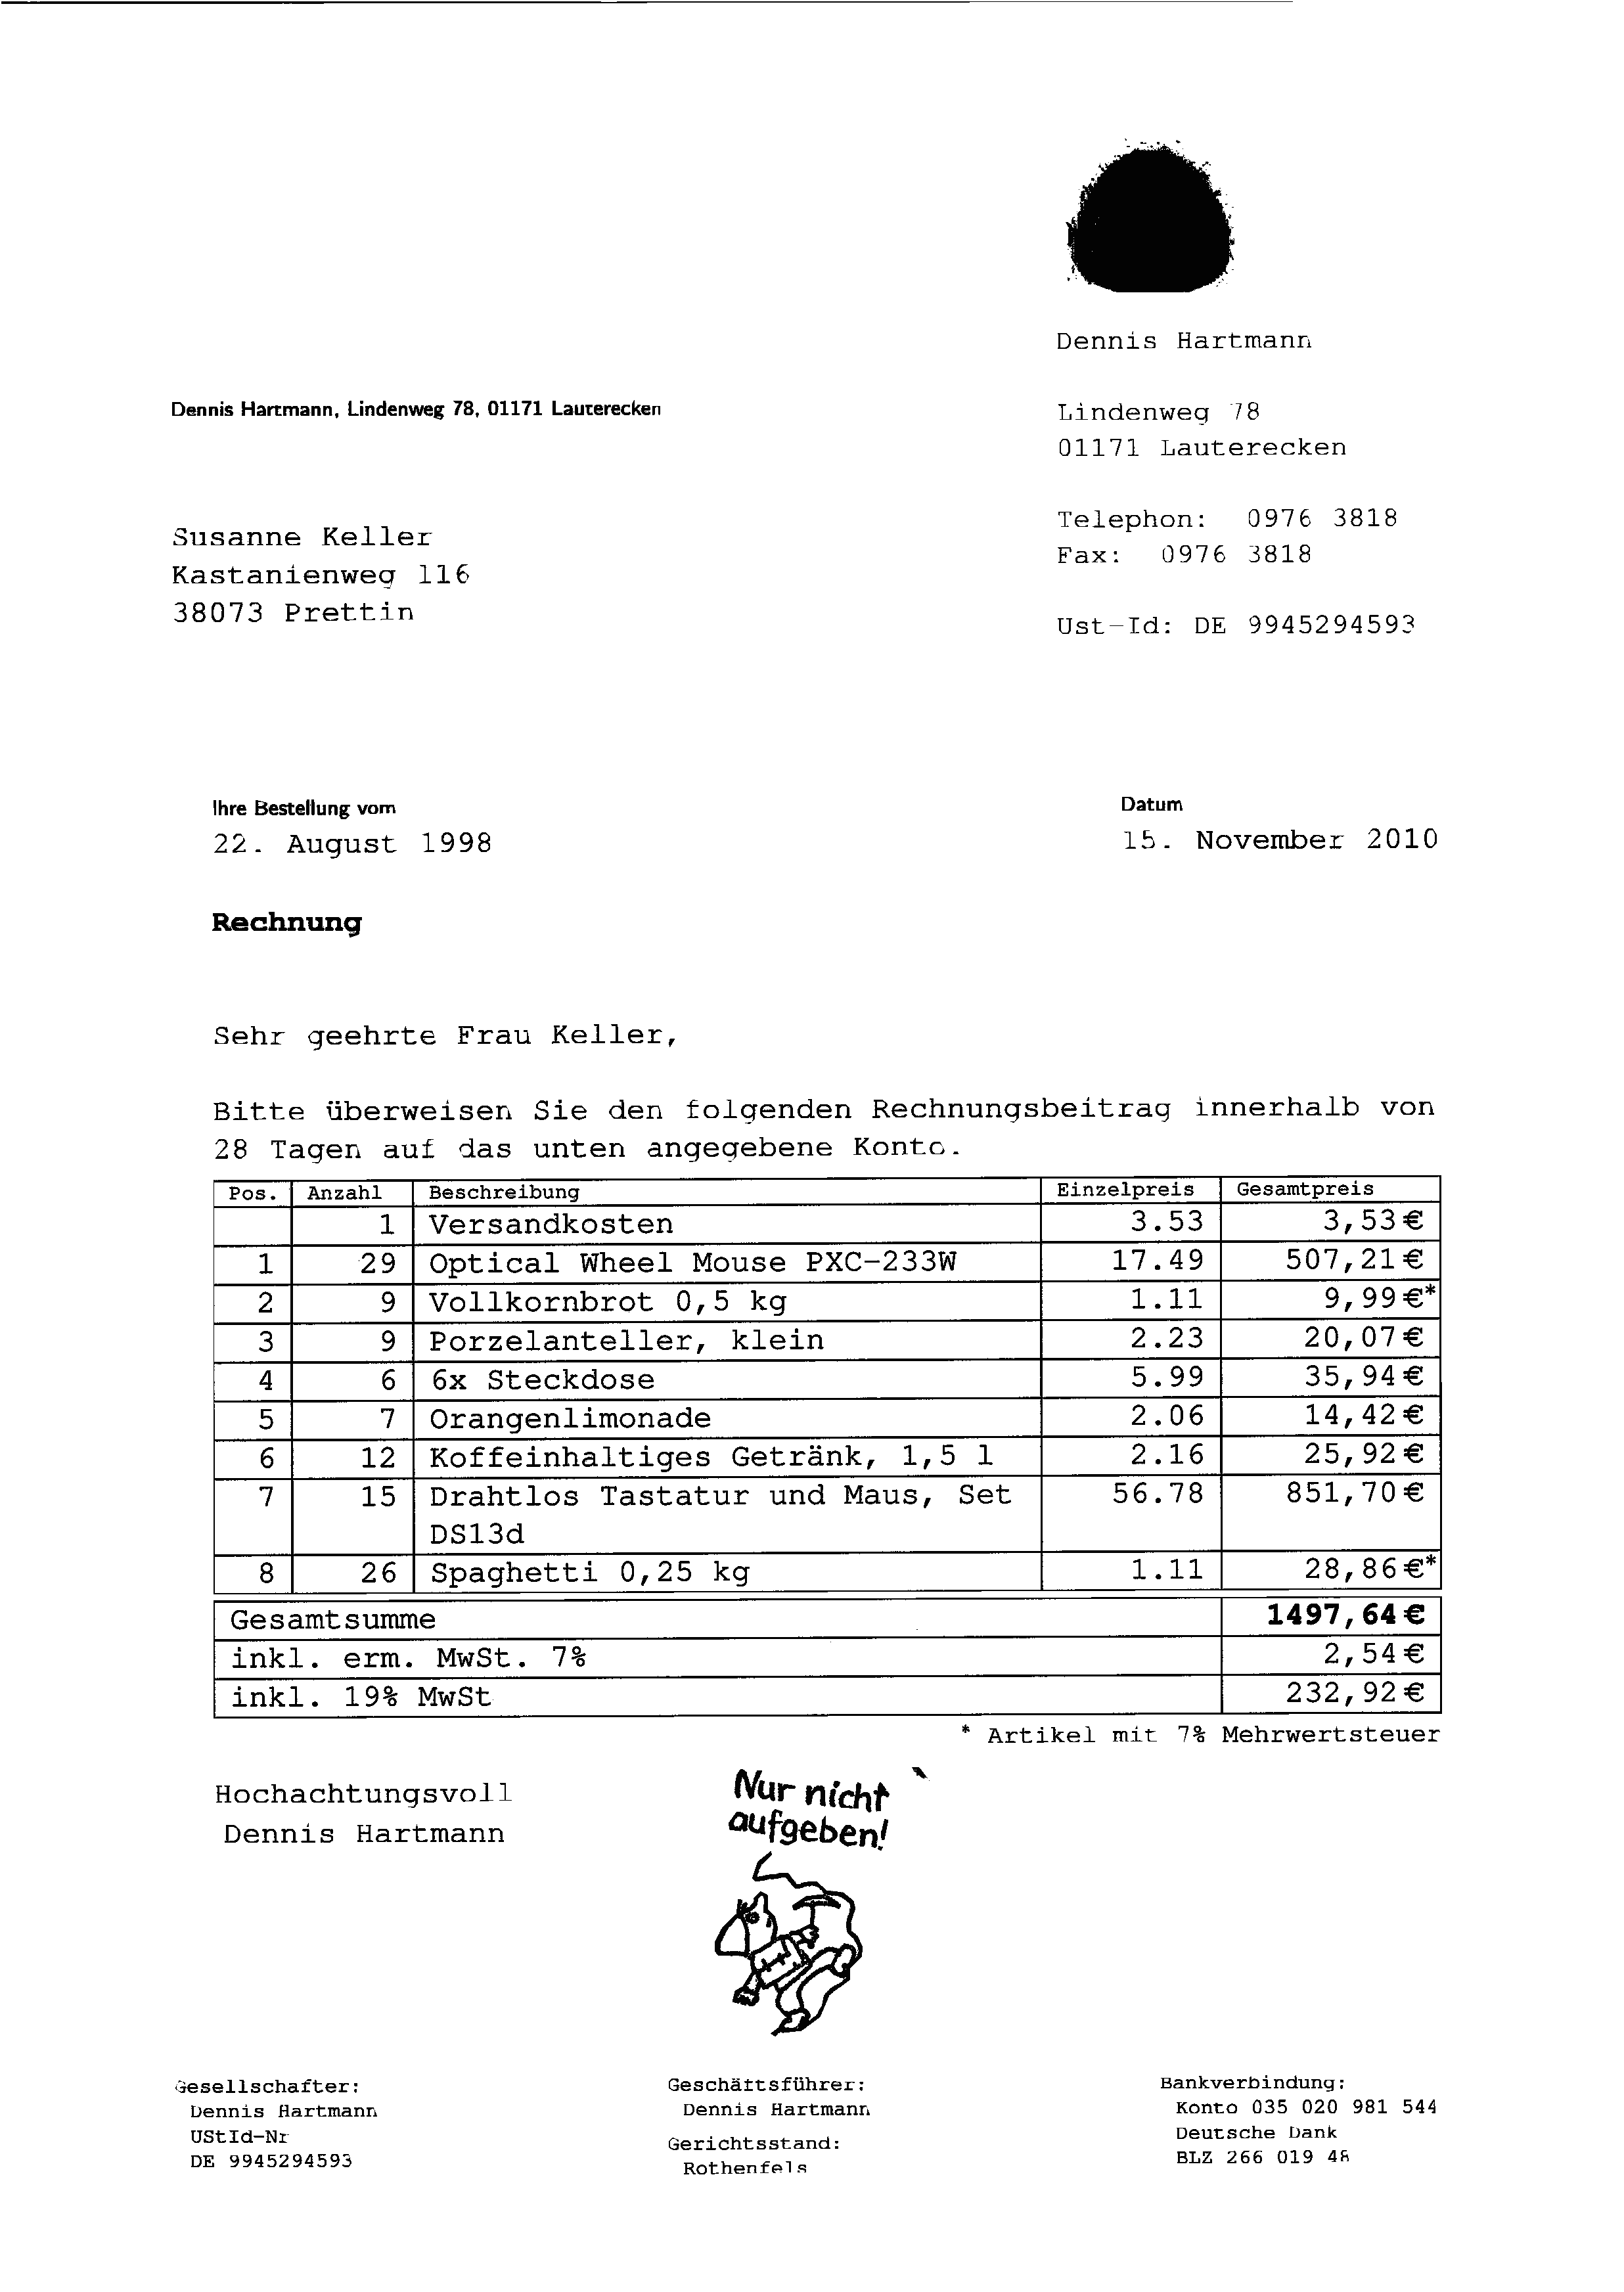 Dennis Hartmann
Dennis Hartmann, Lindenweg 78, 01171 Lauterecken
Lindenweg 78
01171 Lauterecken
Telephon: 0976 3818
Fax: 0976 3818
Ust-Id: DE 9945294593
Susanne Keller
Kastanienweg 116
38073 Prettin
Ihre Bestellung vom
22. August 1998
Datum
15. November 2010
Rechnung
Sehr geehrte Frau Keller,
Bitte überweisen Sie den folgenden Rechnungsbeitrag innerhalb von
28 Tagen auf das unten angegebene Konto.
Pos. Anzahl Beschreibung Einzelpreis Gesamtpreis
1 Versandkosten 3.53 3,53€
1 29 Optical Wheel Mouse PXC-233W 17.49 507,21€
2 9 Vollkornbrot 0,5 kg 1.11 9,99€*
3 9 Porzelanteller, klein 2.23 20,07€
4 6 6x Steckdose 5.99 35,94€
5 7 Orangenlimonade 2.06 14,42€
6 12 Koffeinhaltiges Getränk, 1,5 l 2.16 25,92€
7 15 Drahtlos Tastatur und Maus, Set 56.78 851,70€
DS13d
8 26 Spaghetti 0,25 kg 1.11 28,86€*
Gesamtsumme 1497,64€
inkl. erm. MwSt. 7% 2,54€
inkl. 19% MwSt 232,92€
* Artikel mit 7% Mehrwertsteuer
Hochachtungsvoll
Dennis Hartmann
Nur nicht
aufgeben!
Gesellschafter:
Dennis Hartmann
UStId-Nr
DE 9945294593
Geschäftsführer:
Dennis Hartmann
Gerichtsstand:
Rothenfels
Bankverbindung:
Konto 035 020 981 544
Deutsche Bank
BLZ 266 019 48